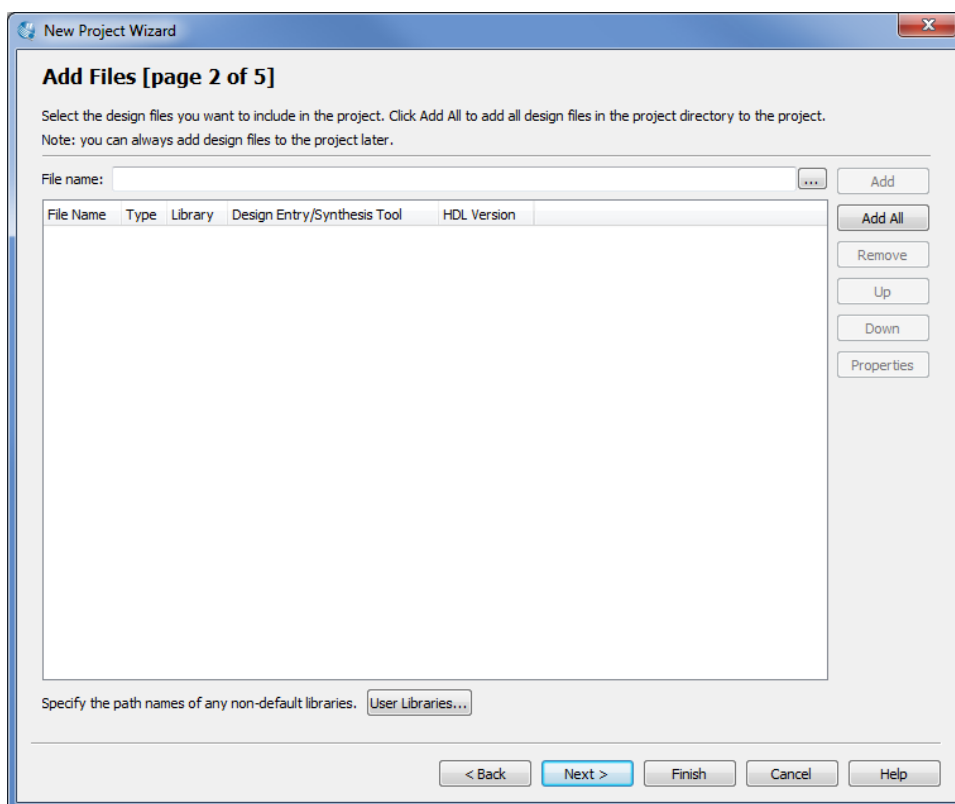 New Project Wizard
X
Add Files [page 2 of 5]
Select the design files you want to include in the project. Click Add All to add all design files in the project directory to the project.
Note: you can always add design files to the project later.
File name: ... Add
File Name Type Library Design Entry/Synthesis Tool HDL Version
Add All
Remove
Up
Down
Properties
Specify the path names of any non-default libraries. User Libraries...
< Back Next > Finish Cancel Help